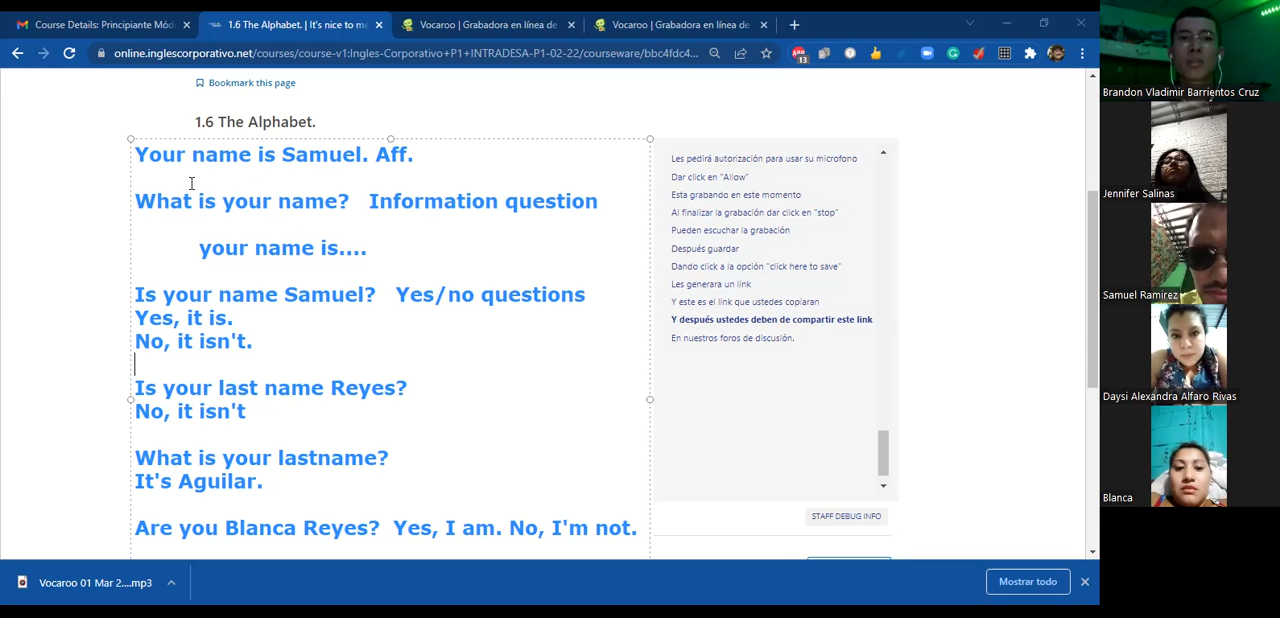 Course Details: Principiante Mód
1.6 The Alphabet. | It's nice to me
Vocaroo | Grabadora en línea de
Vocaroo | Grabadora en línea de
online.inglescorporativo.net/courses/course-v1:Ingles-Corporativo+P1+INTRADESA-P1-02-22/courseware/bbc4fdc4...
13
Bookmark this page
1.6 The Alphabet.
Your name is Samuel. Aff.
What is your name? Information question
your name is....
Is your name Samuel? Yes/no questions
Yes, it is.
No, it isn't.
Is your last name Reyes?
No, it isn't
What is your lastname?
It's Aguilar.
Are you Blanca Reyes? Yes, I am. No, I'm not.
Les pedirá autorización para usar su microfono
Dar click en "Allow"
Esta grabando en este momento
Al finalizar la grabación dar click en "stop"
Pueden escuchar la grabación
Después guardar
Dando click a la opción "click here to save"
Les generara un link
Y este es el link que ustedes copiaran
Y después ustedes deben de compartir este link
En nuestros foros de discusión.
STAFF DEBUG INFO
Vocaroo 01 Mar 2....mp3
Mostrar todo
Brandon Vladimir Barrientos Cruz
Jennifer Salinas
Samuel Ramirez
Daysi Alexandra Alfaro Rivas
Blanca